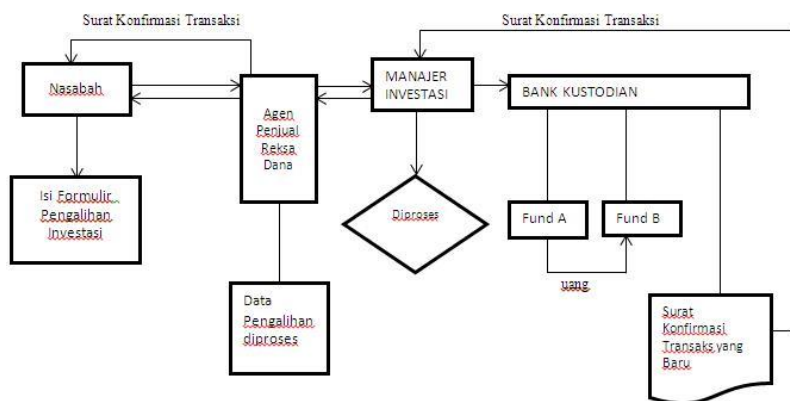 Surat Konfirmasi Transaksi
Surat Konfirmasi Transaksi
Nasabah
Agen
Penjual
Reksa
Dana
MANAJER
INVESTASI
BANK KUSTODIAN
Isi Formulir
Pengalihan
Investasi
Diproses
Fund A
Fund B
uang
Data
Pengalihan
diproses
Surat
Konfirmasi
Transaks yang
Baru